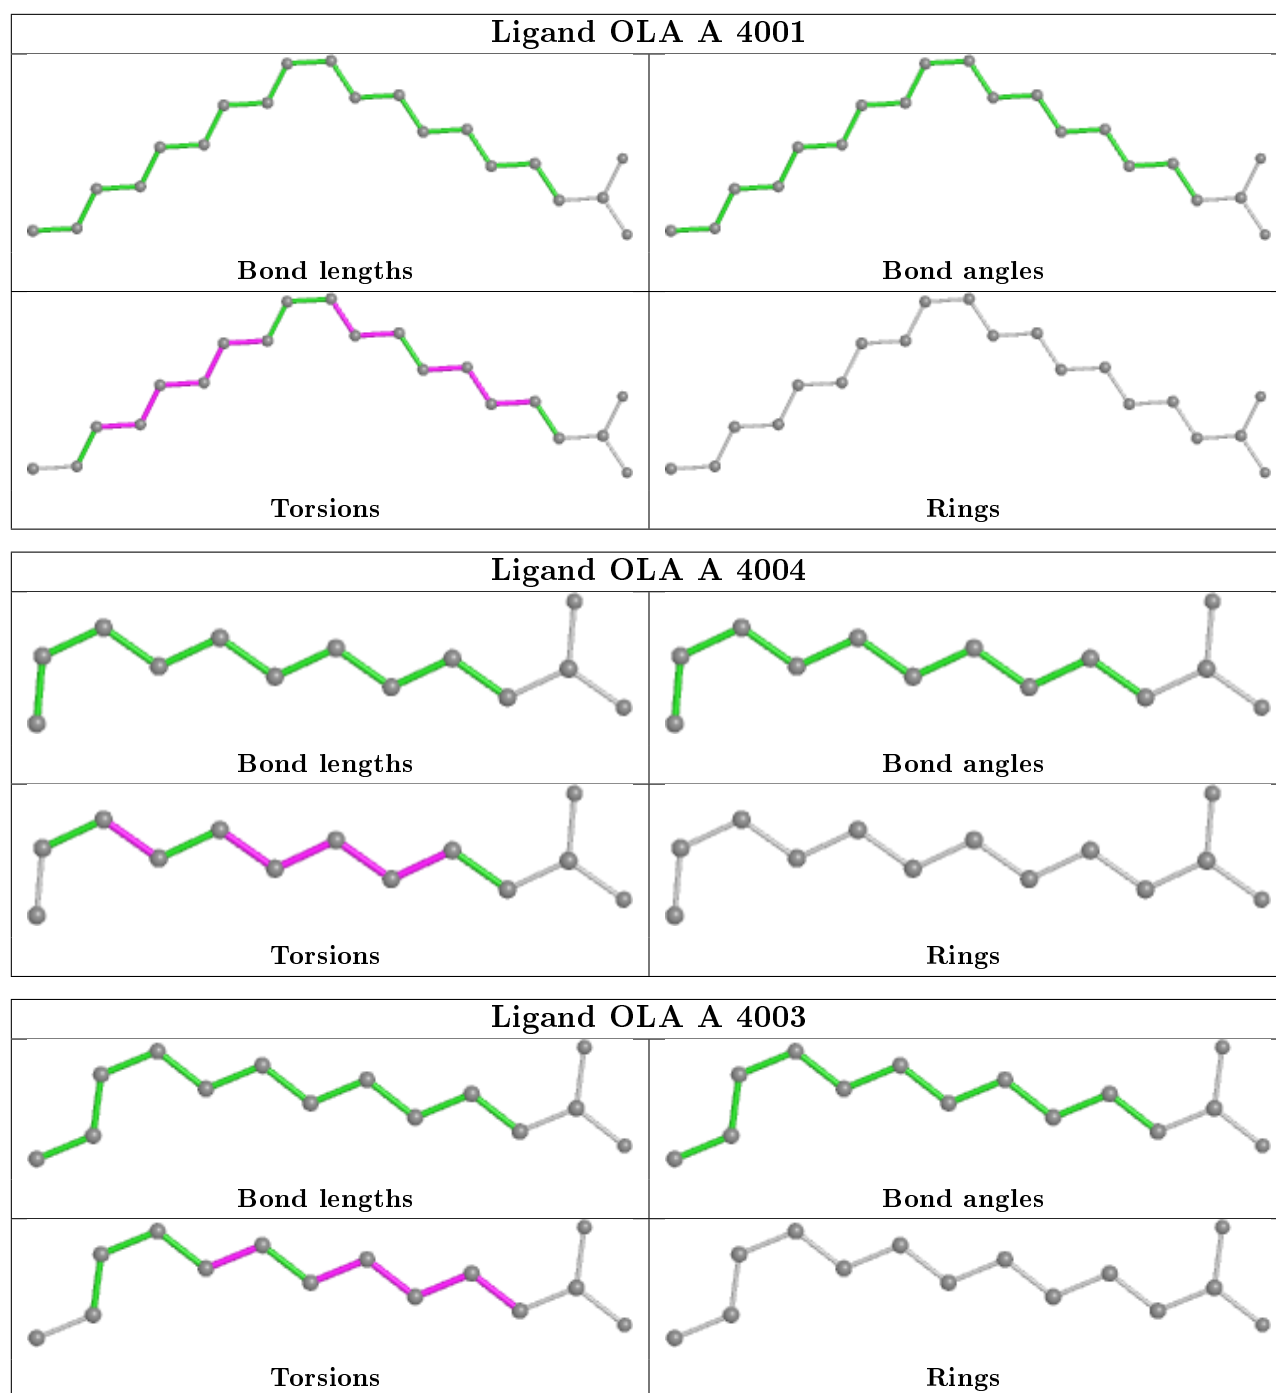 Ligand OLA A 4001
Bond lengths
Bond angles
Torsions
Rings
Ligand OLA A 4004
Bond lengths
Bond angles
Torsions
Rings
Ligand OLA A 4003
Bond lengths
Bond angles
Torsions
Rings